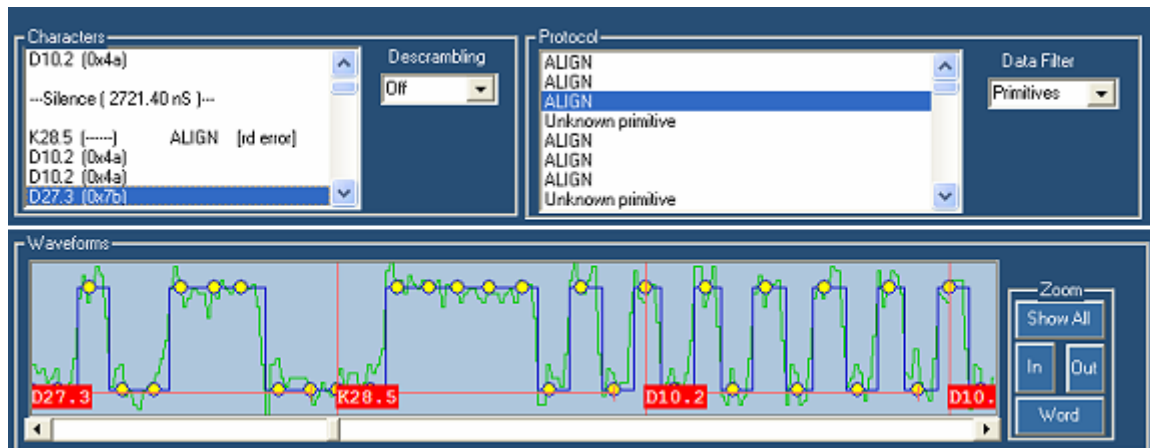 Characters
D10.2 (0x4a)
---Silence ( 2721.40 nS )---
K28.5 (------) ALIGN [rd error]
D10.2 (0x4a)
D10.2 (0x4a)
D27.3 (0x7b)
Descrambling
Off
Protocol
ALIGN
ALIGN
ALIGN
Unknown primitive
ALIGN
ALIGN
ALIGN
Unknown primitive
Data Filter
Primitives
Waveforms
D27.3
K28.5
D10.2
D10.
Zoom
Show All
In
Out
Word